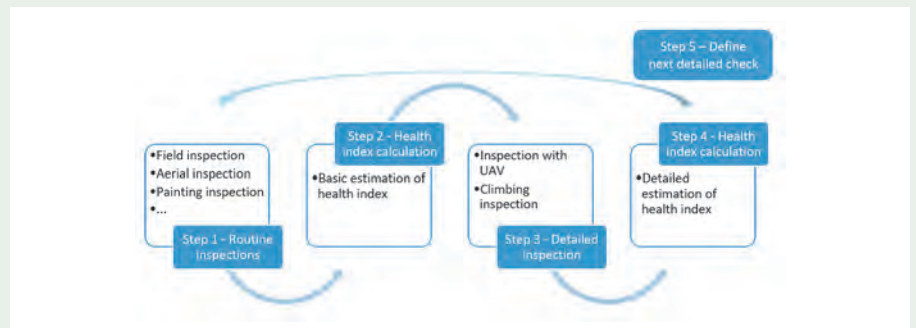 Step 5 – Define
next detailed check
•Field inspection
•Aerial inspection
•Painting inspection
•...
Step 1 - Routine
inspections
Step 2 - Health
index calculation
•Basic estimation of
health index
•Inspection with
UAV
•Climbing
inspection
Step 3 - Detailed
inspection
Step 4 - Health
index calculation
•Detailed
estimation of
health index